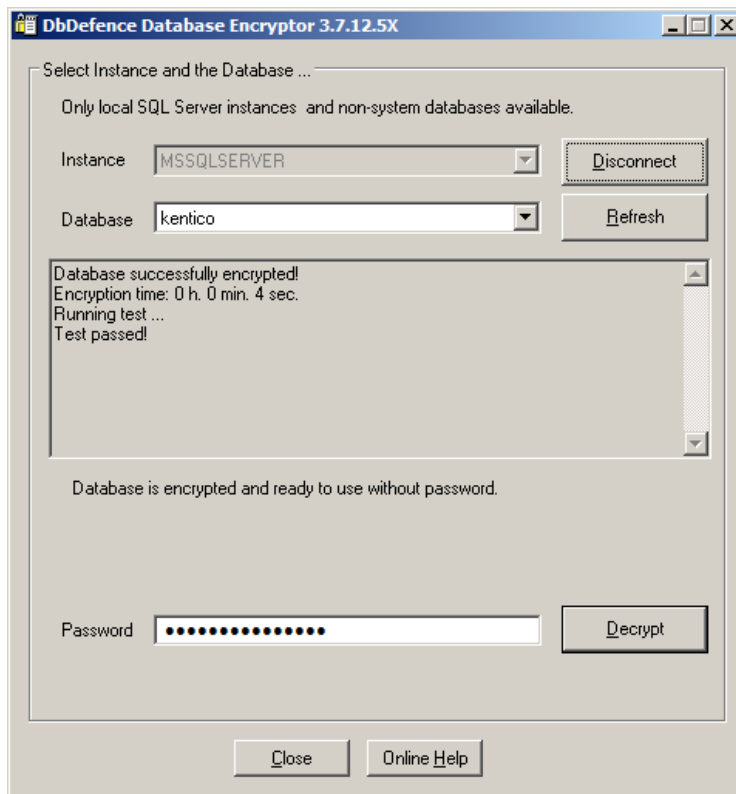 DbDefence Database Encryptor 3.7.12.5X
Select Instance and the Database ...
Only local SQL Server instances and non-system databases available.
Instance MSSQLSERVER Disconnect
Database kentico Refresh
Database successfully encrypted!
Encryption time: 0 h. 0 min. 4 sec.
Running test ...
Test passed!
Database is encrypted and ready to use without password.
Password ●●●●●●●●●●●●●●● Decrypt
Close Online Help